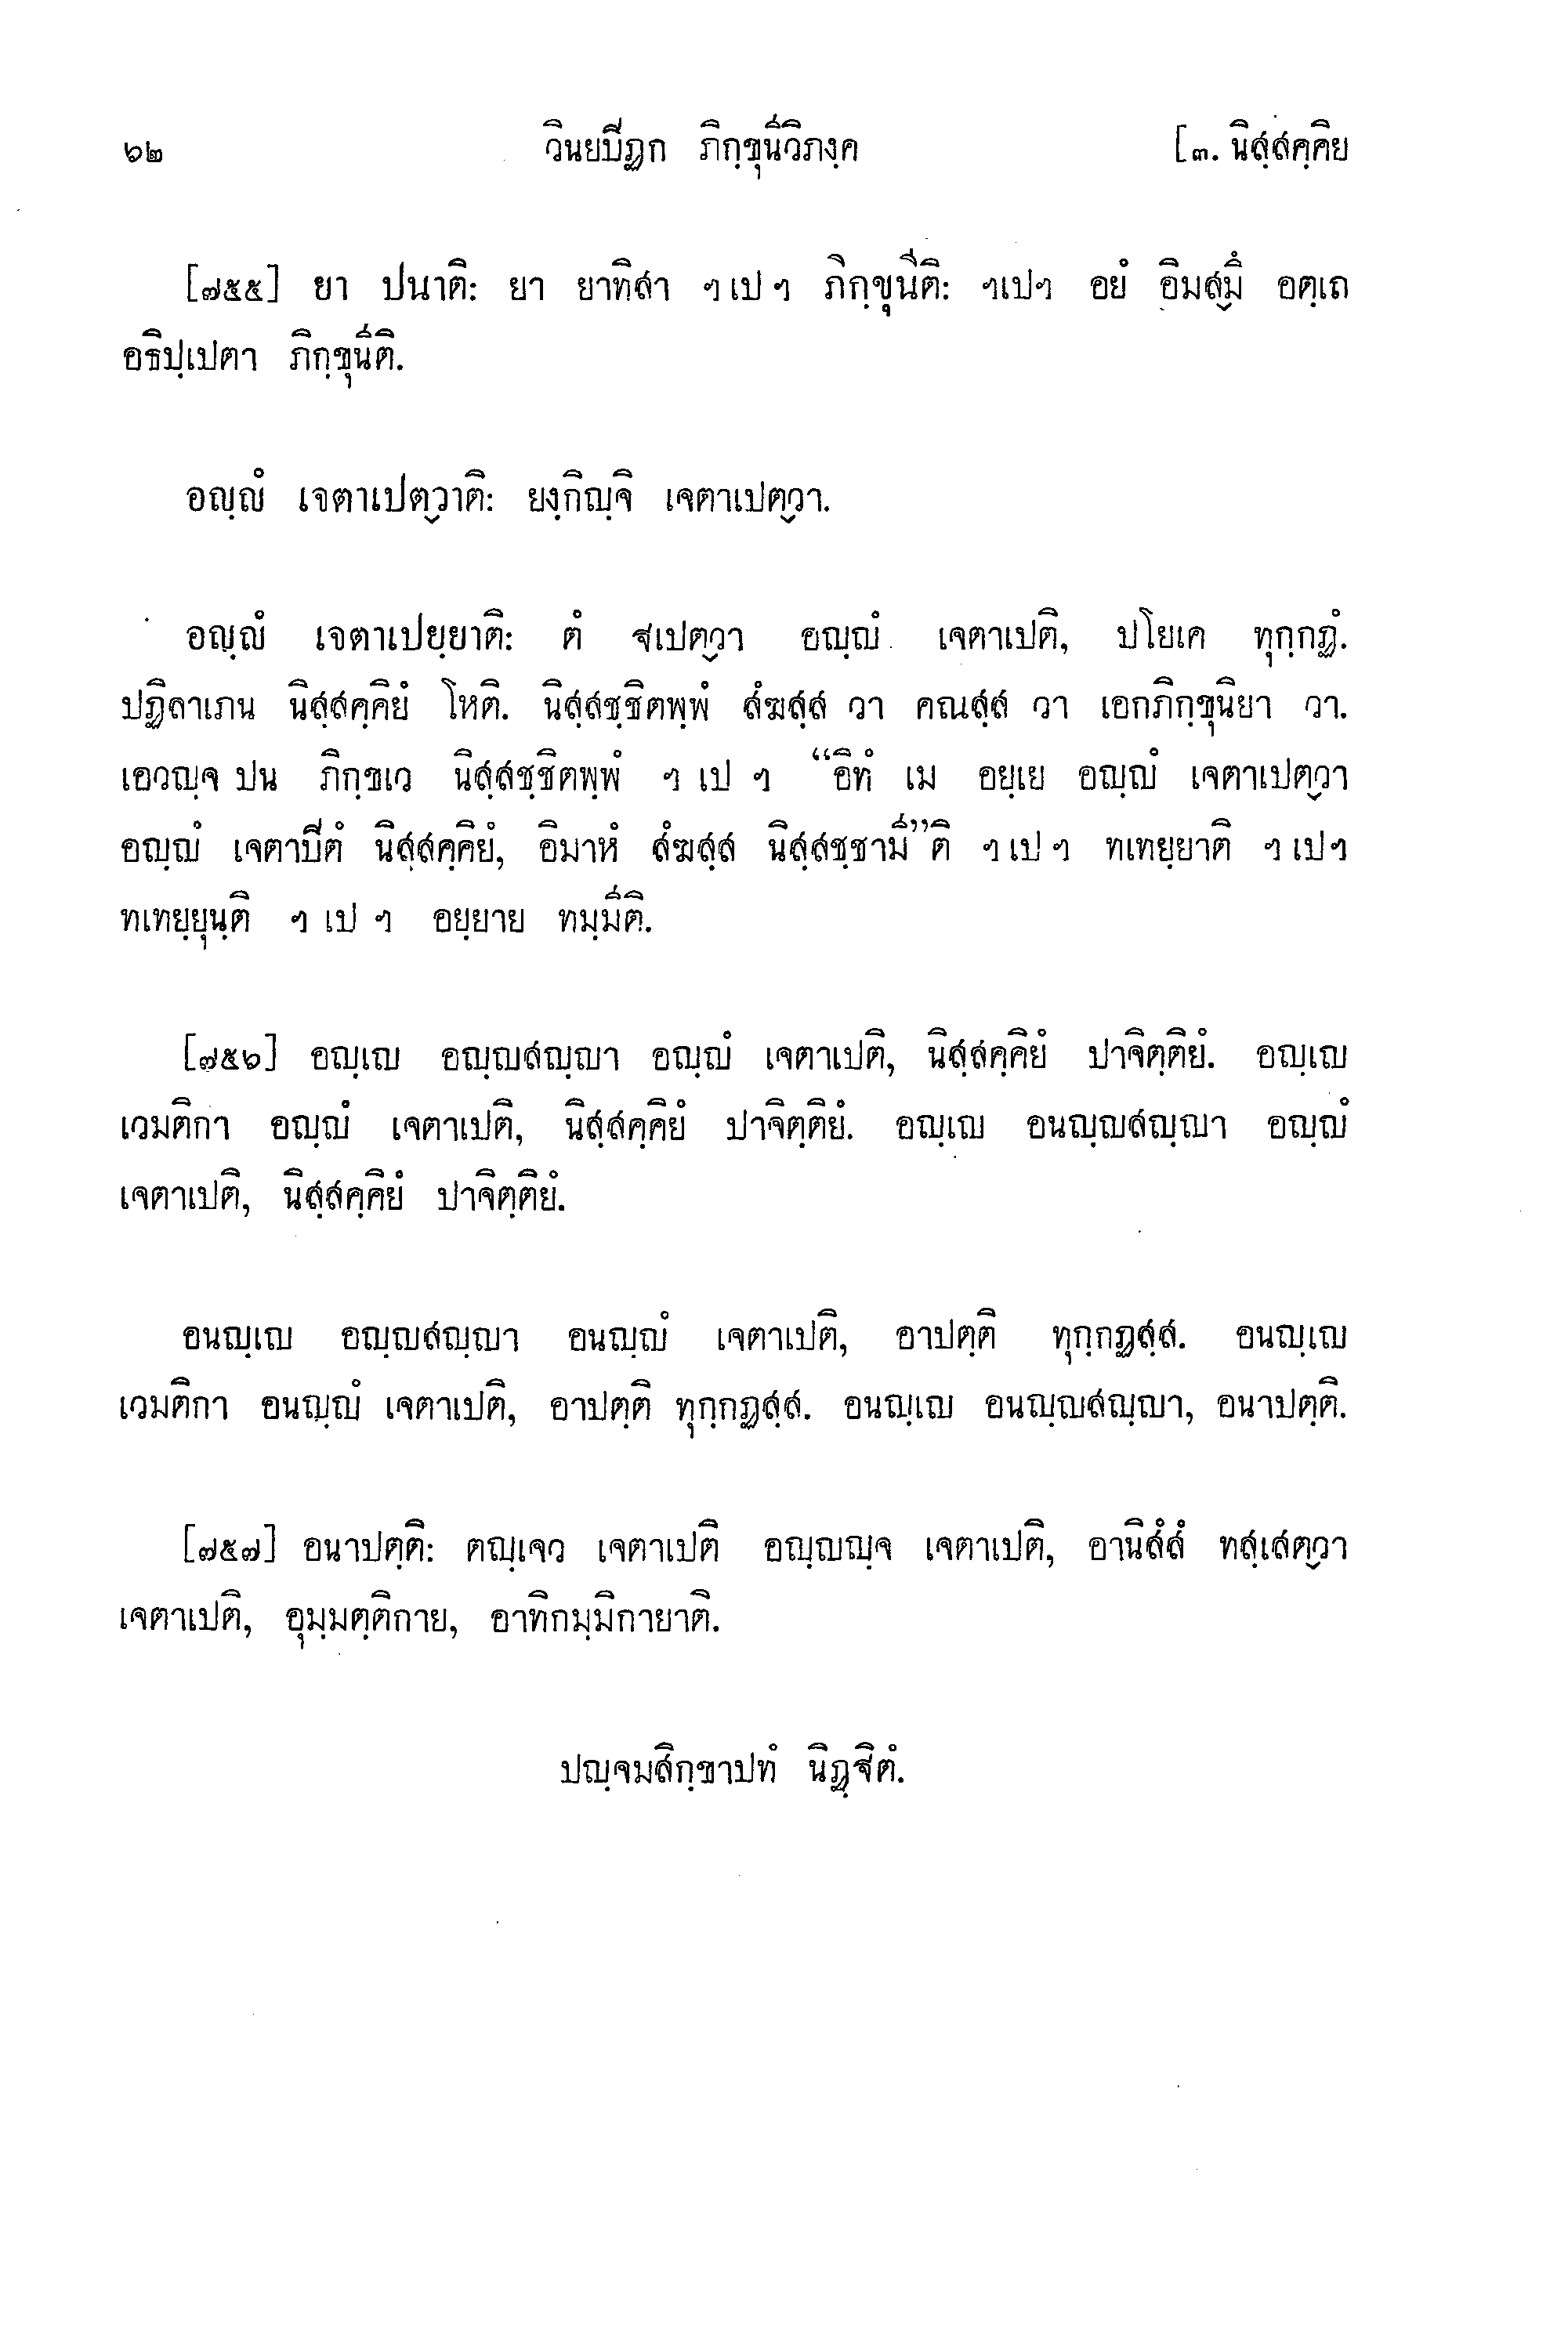 ๖๒ วินยปีฏก ภิกฺขุนีวิภงฺค [๓. นิสฺสคฺคิย
[๗๕๕] ยา ปนาติ: ยา ยาทิสา ฯ เป ฯ ภิกฺขุนีติ: ฯเปฯ อยํ อิมสฺมึ อตฺเถ
อธิปฺเปตา ภิกฺขุนีติ.
อญฺญํ เจตาเปตฺวาติ: ยงฺกิญฺจิ เจตาเปตฺวา.
อญฺญํ เจตาเปยฺยาติ: ตํ ฐเปตฺวา อญฺญํ เจตาเปติ, ปโยเค ทุกฺกฏํ.
ปฏิลาเภน นิสฺสคฺคิยํ โหติ. นิสฺสชฺชิตพฺพํ สํฆสฺส วา คณสฺส วา เอกภิกฺขุนิยา วา.
เอวญฺจ ปน ภิกฺขเว นิสฺสชฺชิตพฺพํ ฯ เป ฯ “อิทํ เม อยฺเย อญฺญํ เจตาเปตฺวา
อญฺญํ เจตาปีตํ นิสฺสคฺคิยํ, อิมาหํ สํฆสฺส นิสฺสชฺชามี”ติ ฯ เป ฯ ทเทยฺยาติ ฯ เปฯ
ทเทยฺยุนฺติ ฯ เป ฯ อยฺยาย ทมฺมีติ.
[๗๕๖] อญฺเญ อญฺญสญฺญา อญฺญํ เจตาเปติ, นิสฺสคฺคิยํ ปาจิตฺติยํ. อญฺเญ
เวมติกา อญฺญํ เจตาเปติ, นิสฺสคฺคิยํ ปาจิตฺติยํ. อญฺเญ อนญฺญสญฺญา อญฺญํ
เจตาเปติ, นิสฺสคฺคิยํ ปาจิตฺติยํ.
อนญฺเญ อญฺญสญฺญา อนญฺญํ เจตาเปติ, อาปตฺติ ทุกฺกฏสฺส. อนญฺเญ
เวมติกา อนญฺญํ เจตาเปติ, อาปตฺติ ทุกฺกฏสฺส. อนญฺเญ อนญฺญสญฺญา, อนาปตฺติ.
[๗๕๗] อนาปตฺติ: ตญฺเจว เจตาเปติ อญฺญญฺจ เจตาเปติ, อานิสํสํ ทสฺเสตฺวา
เจตาเปติ, อุมฺมตฺติกาย, อาทิกมฺมิกายาติ.
ปญฺจมสิกฺขาปทํ นิฏฺฐิตํ.